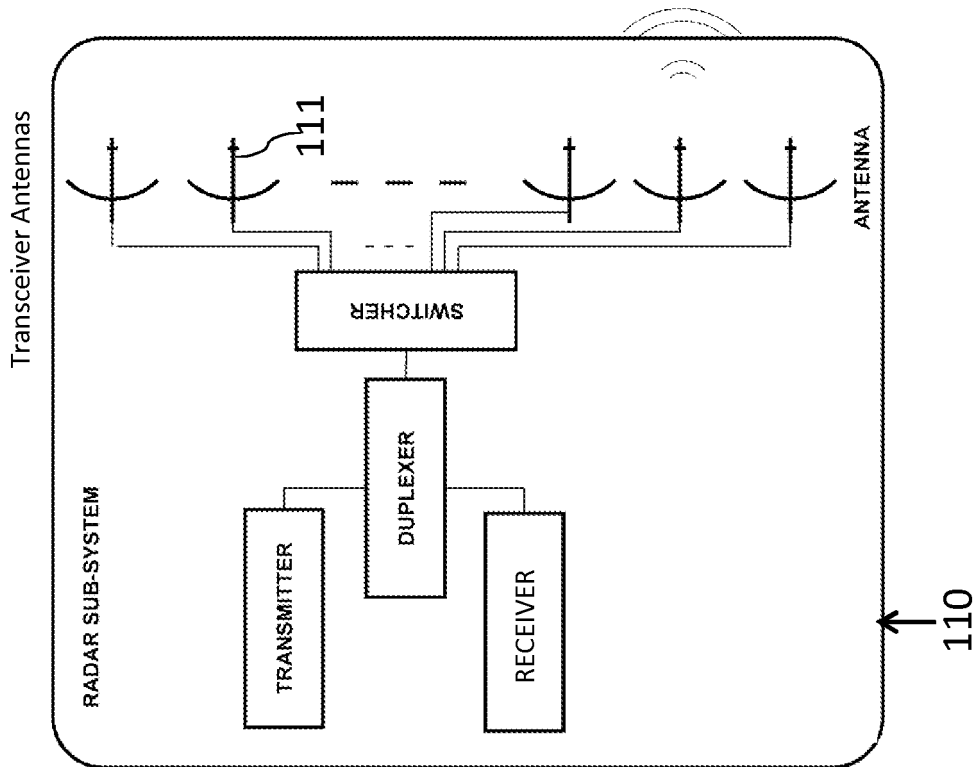 Transceiver Antennas
RADAR SUB-SYSTEM
TRANSMITTER
RECEIVER
DUPLEXER
SWITCHER
111
ANTENNA
110